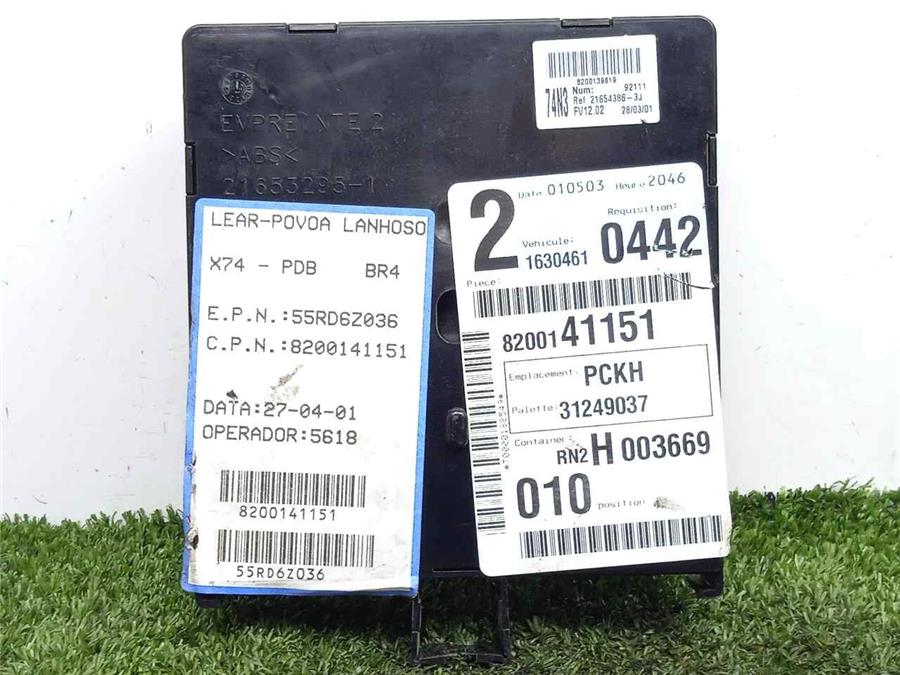 8200139819
74N3
Num: 92111
Ref 21654386-3J
FV12.02 28/03/01
EMPREINTE 2
>ABS<
21653295-1
LEAR-POVOA LANHOSO
X74 - PDB BR4
E.P.N.:55RD6Z036
C.P.N.:8200141151
DATA:27-04-01
OPERADOR:5618
8200141151
55RD6Z036
2
Date 010503 Heure 2046
Requisition:
Vehicule:
1630461 0442
Piece:
8200141151
Emplacement: PCKH
Palette: 31249037
Container:
RN2 H 003669
010 position